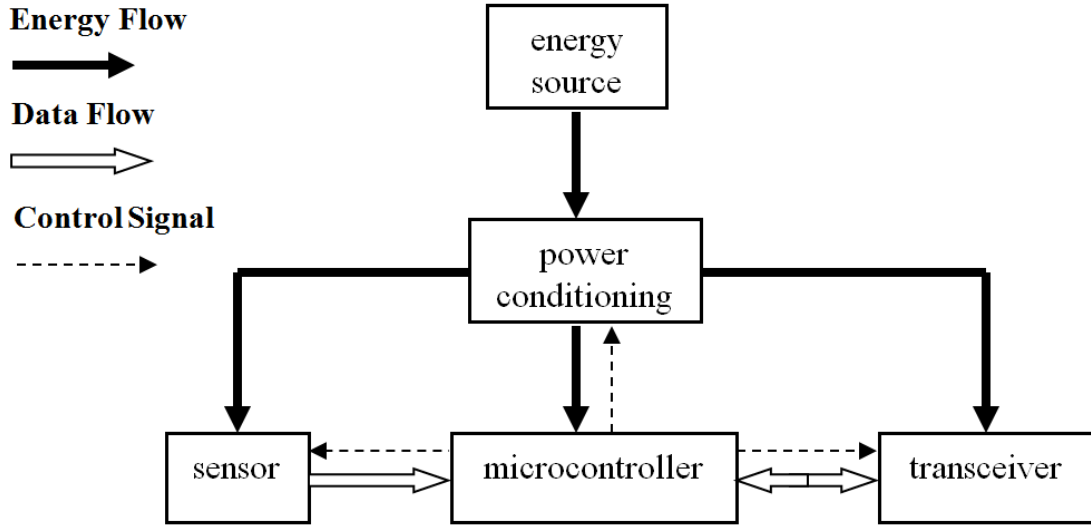 Energy Flow
Data Flow
Control Signal
energy
source
power
conditioning
sensor
microcontroller
transceiver